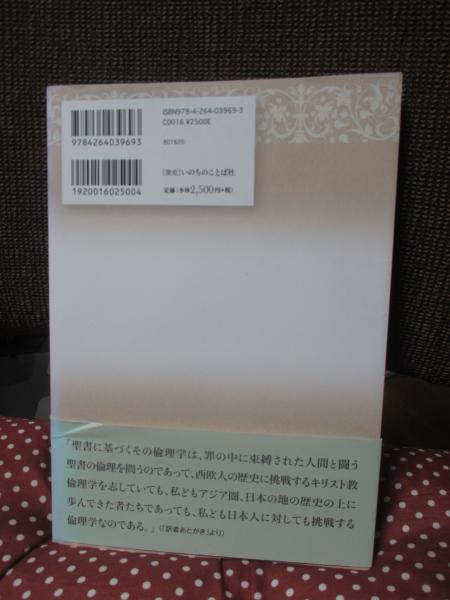 ISBN978-4-264-03969-3
C0016 ¥2500E
9784264039693
801620
1920016025004
[発売]いのちのことば社
定価(本体2,500円+税)
「聖書に基づくその倫理学は、罪の中に束縛された人間と闘う
聖書の倫理を問うのであって、西欧人の歴史に挑戦するキリスト教
倫理学を志していても、私どもアジア圏、日本の地の歴史の上に
歩んできた者たちであっても、私ども日本人に対しても挑戦する
倫理学なのである。」(「訳者あとがき」より)